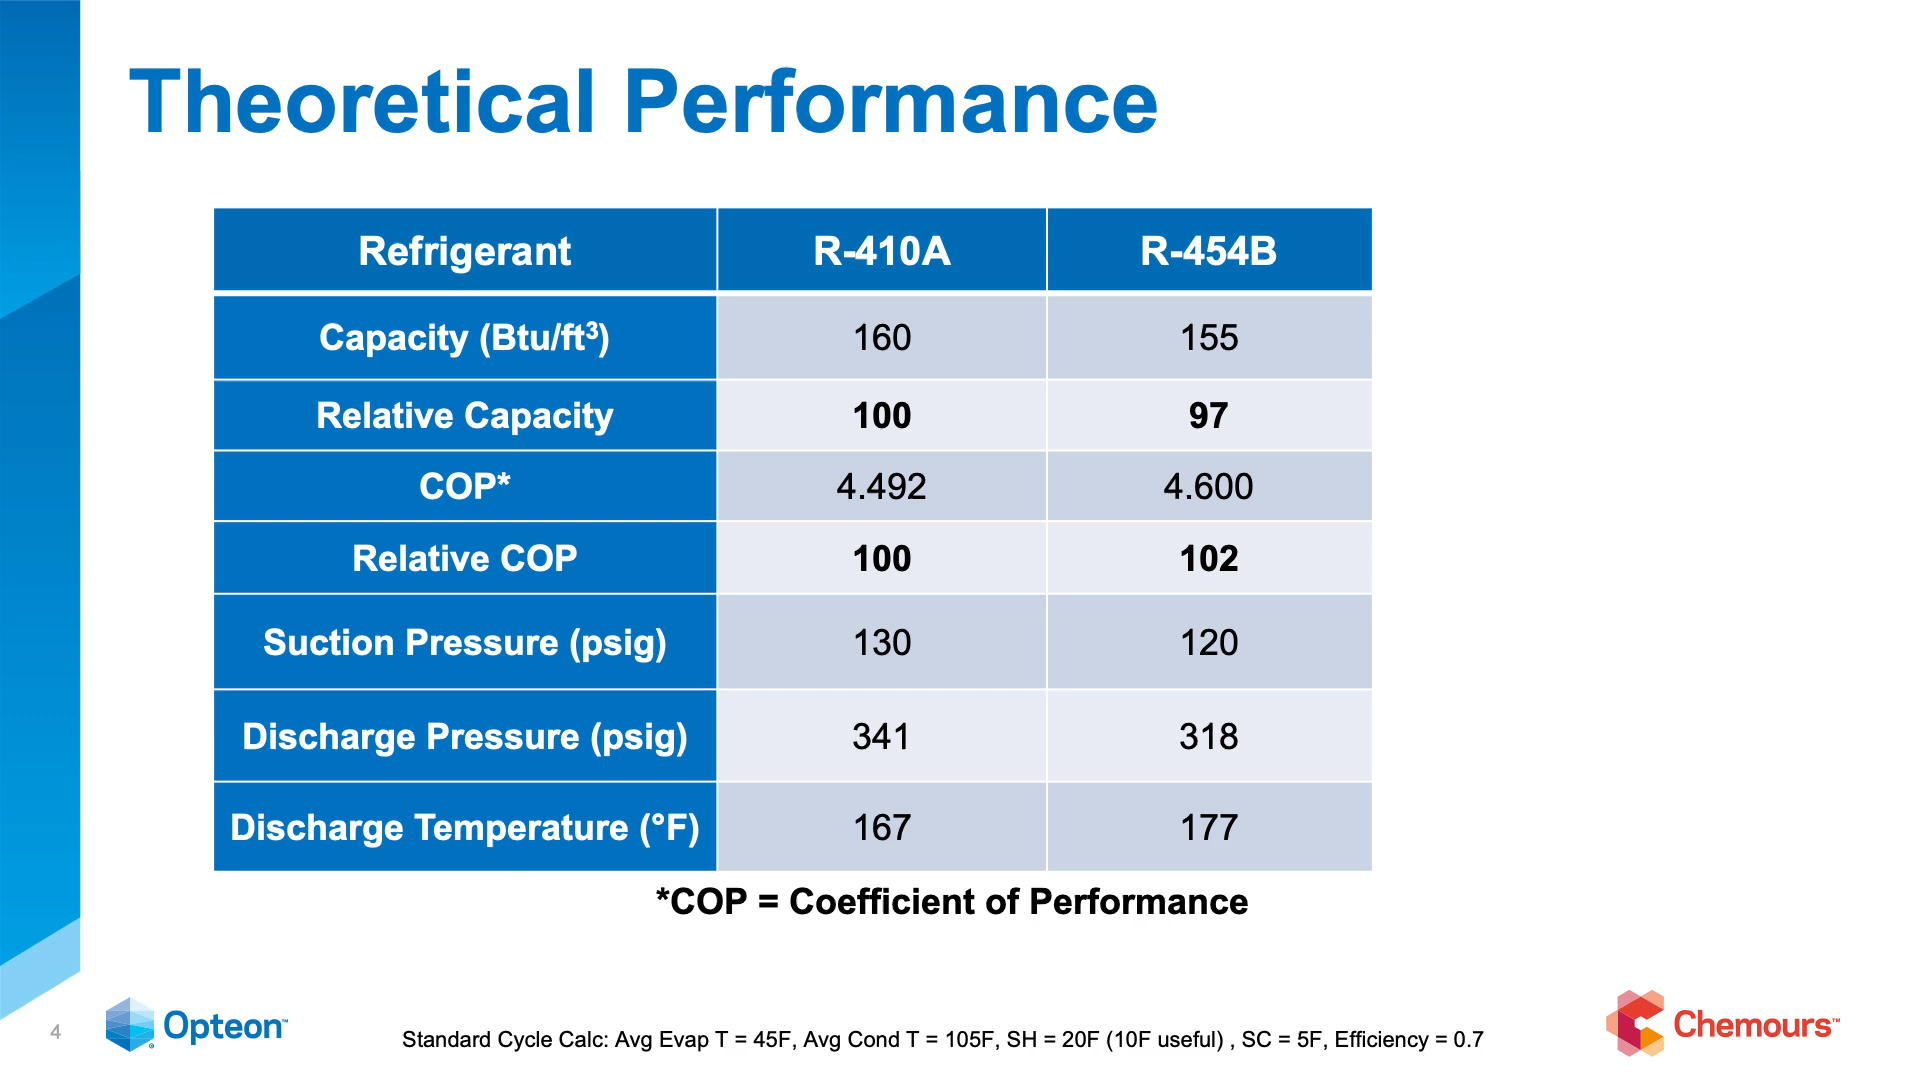 Theoretical Performance
Refrigerant R-410A R-454B
Capacity (Btu/ft³) 160 155
Relative Capacity 100 97
COP* 4.492 4.600
Relative COP 100 102
Suction Pressure (psig) 130 120
Discharge Pressure (psig) 341 318
Discharge Temperature (°F) 167 177
*COP = Coefficient of Performance
4
Opteon™
Standard Cycle Calc: Avg Evap T = 45F, Avg Cond T = 105F, SH = 20F (10F useful) , SC = 5F, Efficiency = 0.7
Chemours™